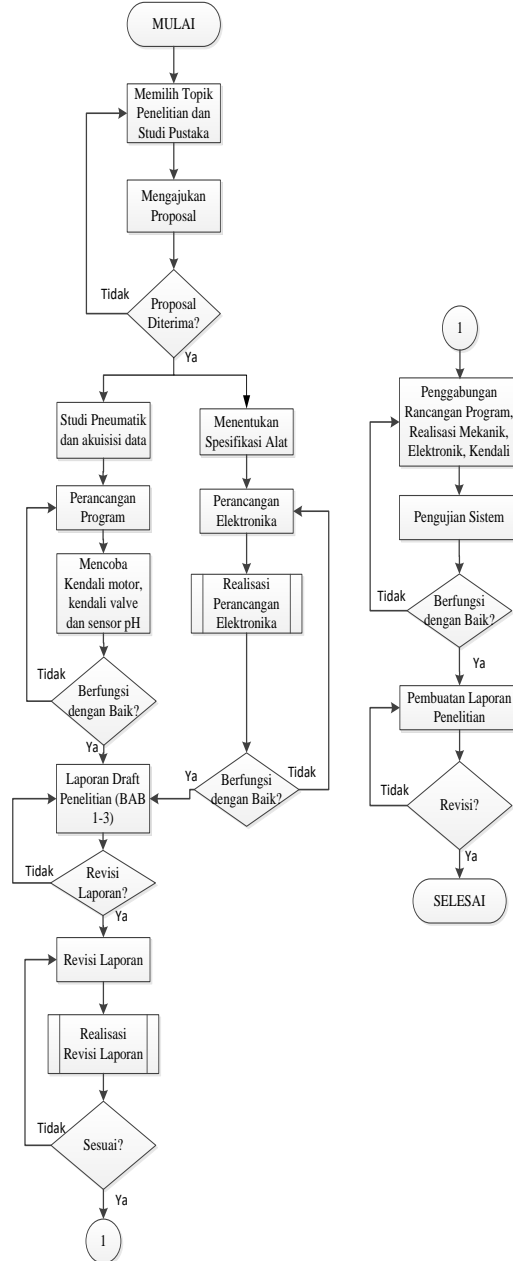 MULAI
Memilih Topik
Penelitian dan
Studi Pustaka
Mengajukan
Proposal
Tidak
Proposal
Diterima?
Ya
Studi Pneumatik
dan akuisisi data
Perancangan
Program
Mencoba
Kendali motor,
kendali valve
dan sensor pH
Tidak
Berfungsi
dengan Baik?
Ya
Menentukan
Spesifikasi Alat
Perancangan
Elektronika
Realisasi
Perancangan
Elektronika
Ya
Berfungsi
dengan Baik?
Tidak
Laporan Draft
Penelitian (BAB
1-3)
Tidak
Revisi
Laporan?
Ya
Revisi Laporan
Realisasi
Revisi Laporan
Tidak
Sesuai?
Ya
1
1
Penggabungan
Rancangan Program,
Realisasi Mekanik,
Elektronik, Kendali
Pengujian Sistem
Tidak
Berfungsi
dengan Baik?
Ya
Pembuatan Laporan
Penelitian
Tidak
Revisi?
Ya
SELESAI